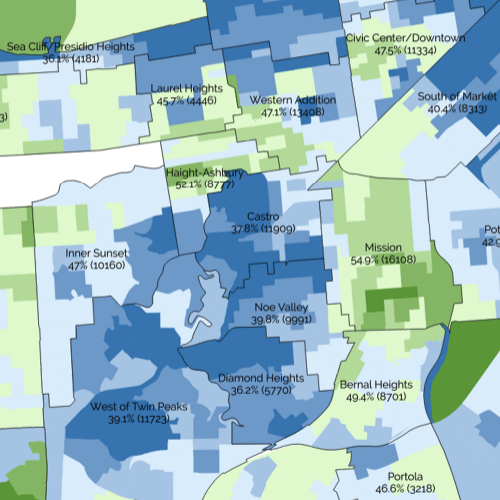 Civic Center/Downtown
47.5% (11334)
Sea Cliff/Presidio Heights
36.1% (4181)
Laurel Heights
45.7% (4446)
Western Addition
47.1% (13408)
South of Market
40.4% (8313)
3)
Haight-Ashbury
52.1% (8777)
Castro
37.8% (11909)
Pot
42.9
Inner Sunset
47% (10160)
Mission
54.9% (16108)
Noe Valley
39.8% (9991)
Diamond Heights
36.2% (5770)
Bernal Heights
49.4% (8701)
West of Twin Peaks
39.1% (11723)
Portola
46.6% (3218)